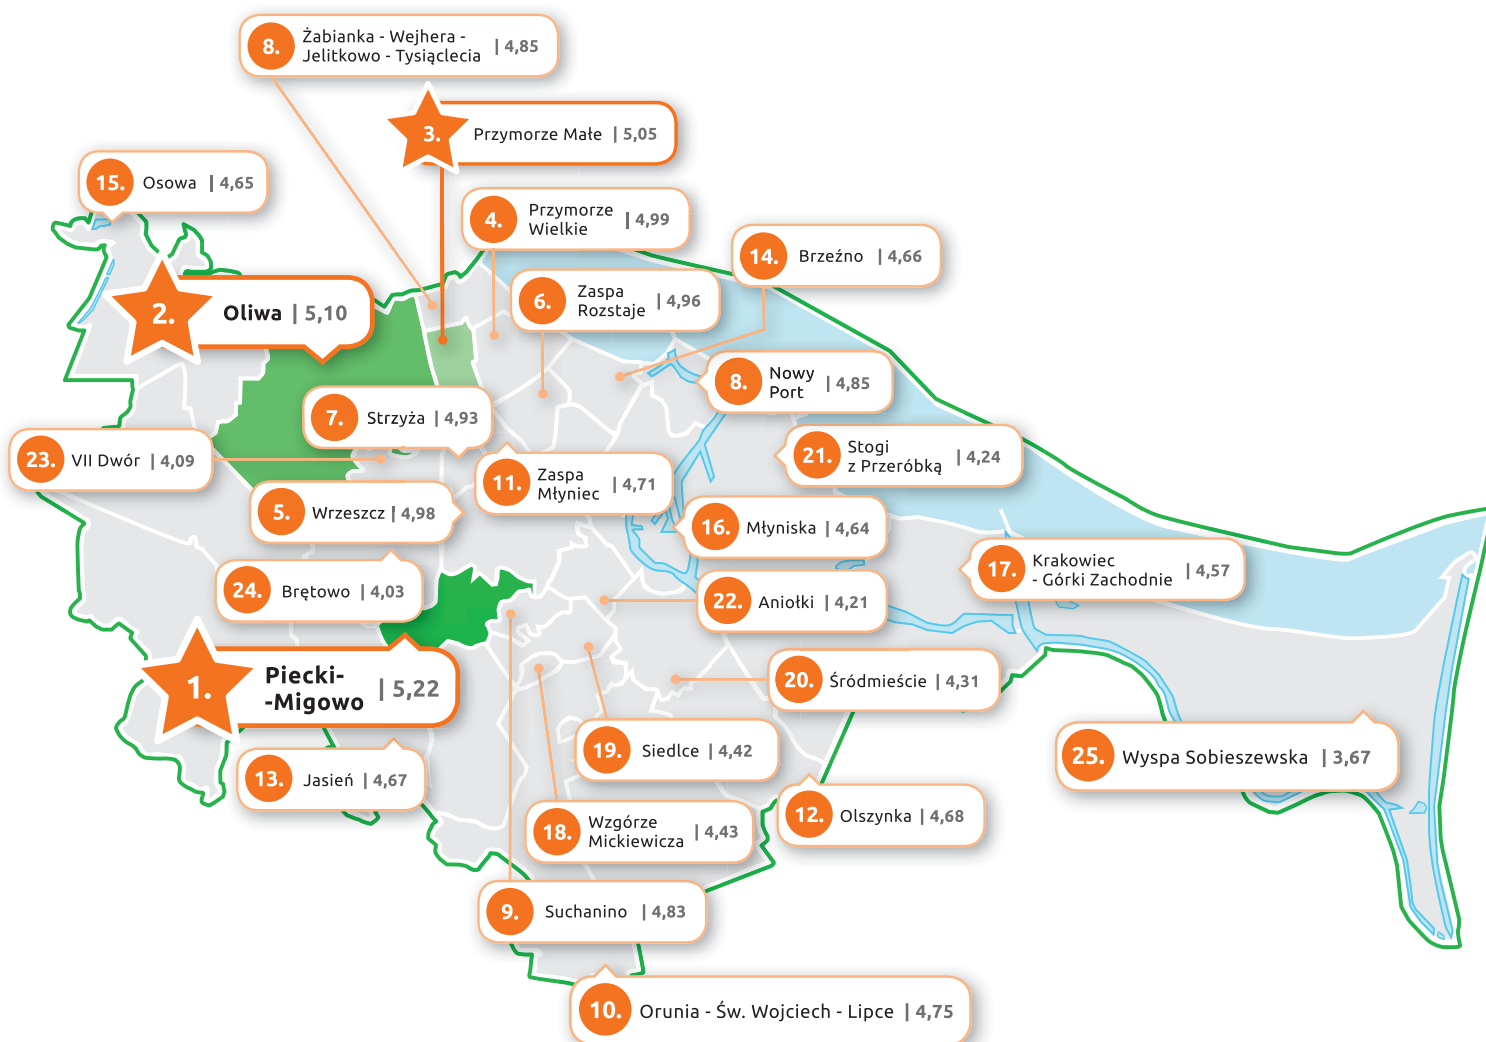 8. Żabianka - Wejhera -
Jelitkowo - Tysiąclecia | 4,85
3. Przymorze Małe | 5,05
15. Osowa | 4,65
4. Przymorze
Wielkie | 4,99
14. Brzeźno | 4,66
2. Oliwa | 5,10
6. Zaspa
Rozstaje | 4,96
8. Nowy
Port | 4,85
7. Strzyża | 4,93
23. VII Dwór | 4,09
21. Stogi
z Przeróbką | 4,24
11. Zaspa
Młyniec | 4,71
5. Wrzeszcz | 4,98
16. Młyniska | 4,64
17. Krakowiec
- Górki Zachodnie | 4,57
24. Brętowo | 4,03
22. Aniołki | 4,21
1. Piecki-
-Migowo | 5,22
20. Śródmieście | 4,31
19. Siedlce | 4,42
25. Wyspa Sobieszewska | 3,67
13. Jasień | 4,67
12. Olszynka | 4,68
18. Wzgórze
Mickiewicza | 4,43
9. Suchanino | 4,83
10. Orunia - Św. Wojciech - Lipce | 4,75